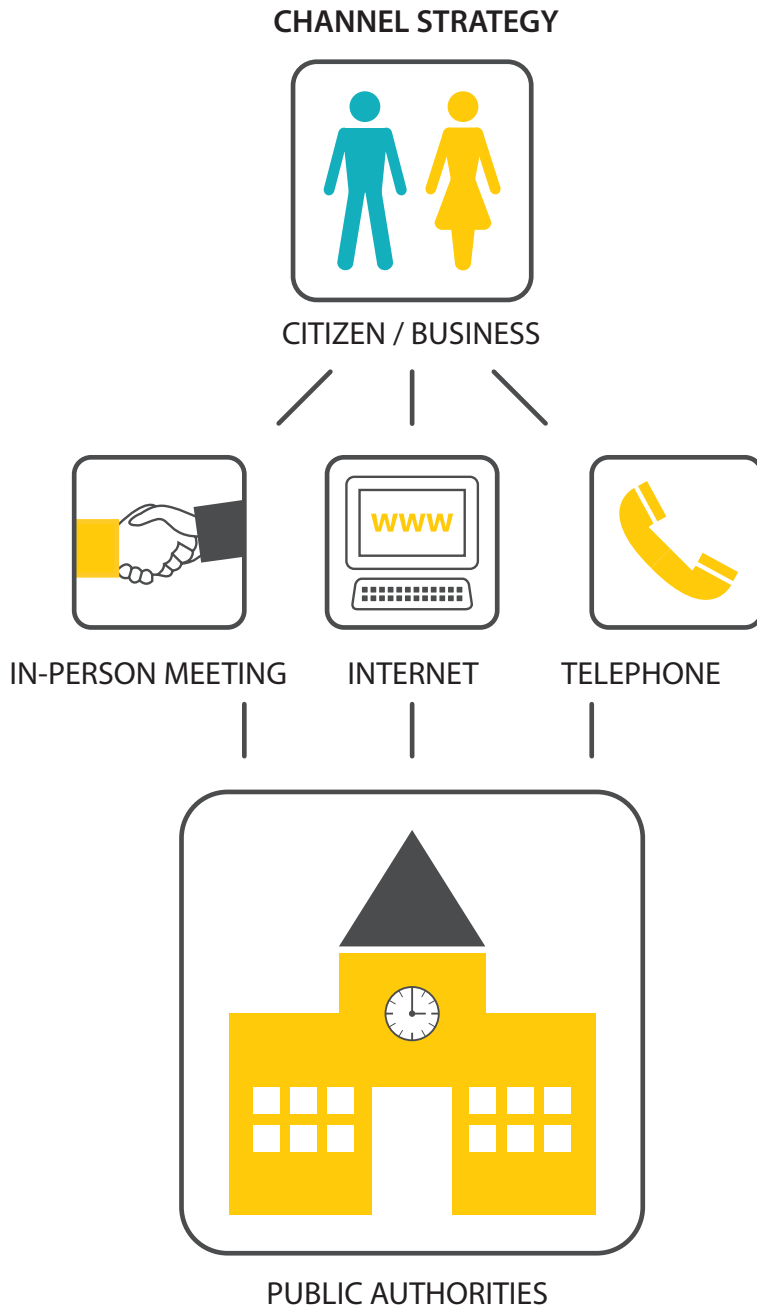 CHANNEL STRATEGY
CITIZEN / BUSINESS
www
IN-PERSON MEETING
INTERNET
TELEPHONE
PUBLIC AUTHORITIES